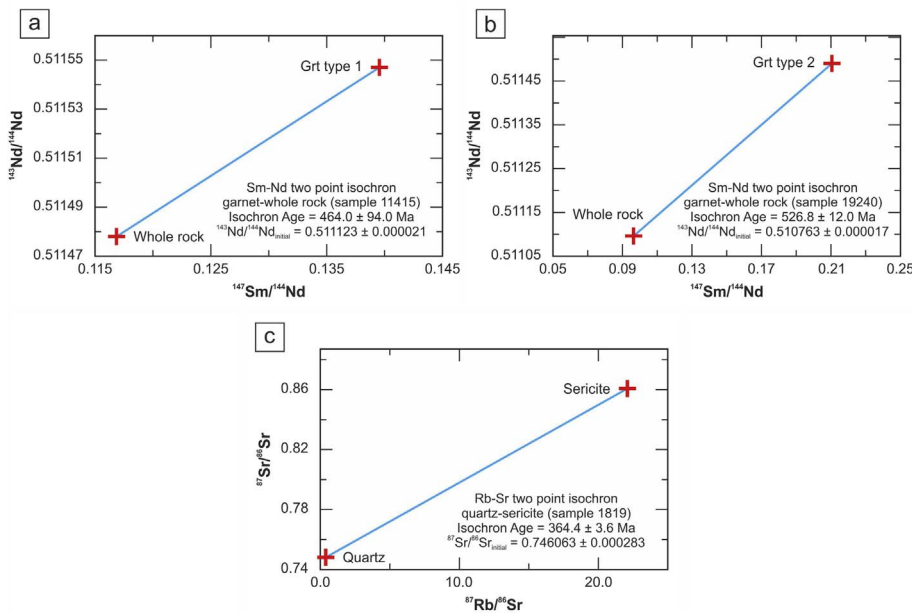 a
0.51155
0.51153
0.51151
0.51149
0.51147
¹⁴³Nd/¹⁴⁴Nd
Grt type 1
Whole rock
Sm-Nd two point isochron
garnet-whole rock (sample 11415)
Isochron Age = 464.0 ± 94.0 Ma
¹⁴³Nd/¹⁴⁴Nd initial = 0.511123 ± 0.000021
0.115 0.125 0.135 0.145
¹⁴⁷Sm/¹⁴⁴Nd
b
0.51145
0.51135
0.51125
0.51115
0.51105
¹⁴³Nd/¹⁴⁴Nd
Grt type 2
Whole rock
Sm-Nd two point isochron
garnet-whole rock (sample 19240)
Isochron Age = 526.8 ± 12.0 Ma
¹⁴³Nd/¹⁴⁴Nd initial = 0.510763 ± 0.000017
0.05 0.09 0.13 0.17 0.21 0.25
¹⁴⁷Sm/¹⁴⁴Nd
c
0.86
0.82
0.78
0.74
⁸⁷Sr/⁸⁶Sr
Sericite
Quartz
Rb-Sr two point isochron
quartz-sericite (sample 1819)
Isochron Age = 364.4 ± 3.6 Ma
⁸⁷Sr/⁸⁶Sr initial = 0.746063 ± 0.000283
0.0 10.0 20.0
⁸⁷Rb/⁸⁶Sr